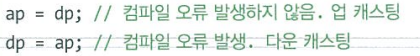 ap = dp; // 컴파일 오류 발생하지 않음. 업 캐스팅
dp = ap; // 컴파일 오류 발생. 다운 캐스팅